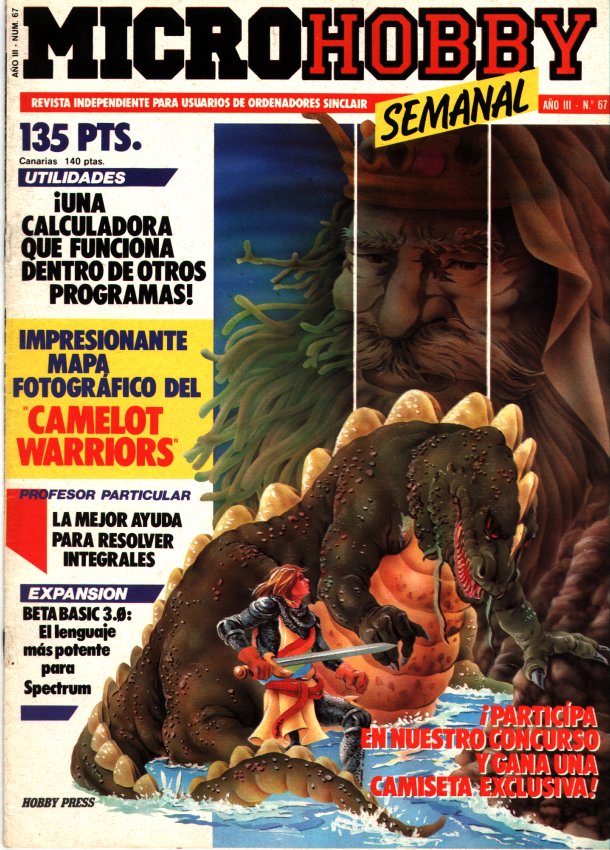 AÑO III - NUM. 67
MICROHOBBY
SEMANAL
REVISTA INDEPENDIENTE PARA USUARIOS DE ORDENADORES SINCLAIR
AÑO III - N.° 67
135 PTS.
Canarias 140 ptas.
UTILIDADES
¡UNA
CALCULADORA
QUE FUNCIONA
DENTRO DE OTROS
PROGRAMAS!
IMPRESIONANTE
MAPA
FOTOGRÁFICO DEL
"CAMELOT
WARRIORS"
PROFESOR PARTICULAR
LA MEJOR AYUDA
PARA RESOLVER
INTEGRALES
EXPANSION
BETA BASIC 3.0:
El lenguaje
más potente
para
Spectrum
¡PARTICÍPA
EN NUESTRO CONCURSO
Y GANA UNA
CAMISETA EXCLUSIVA!
HOBBY PRESS